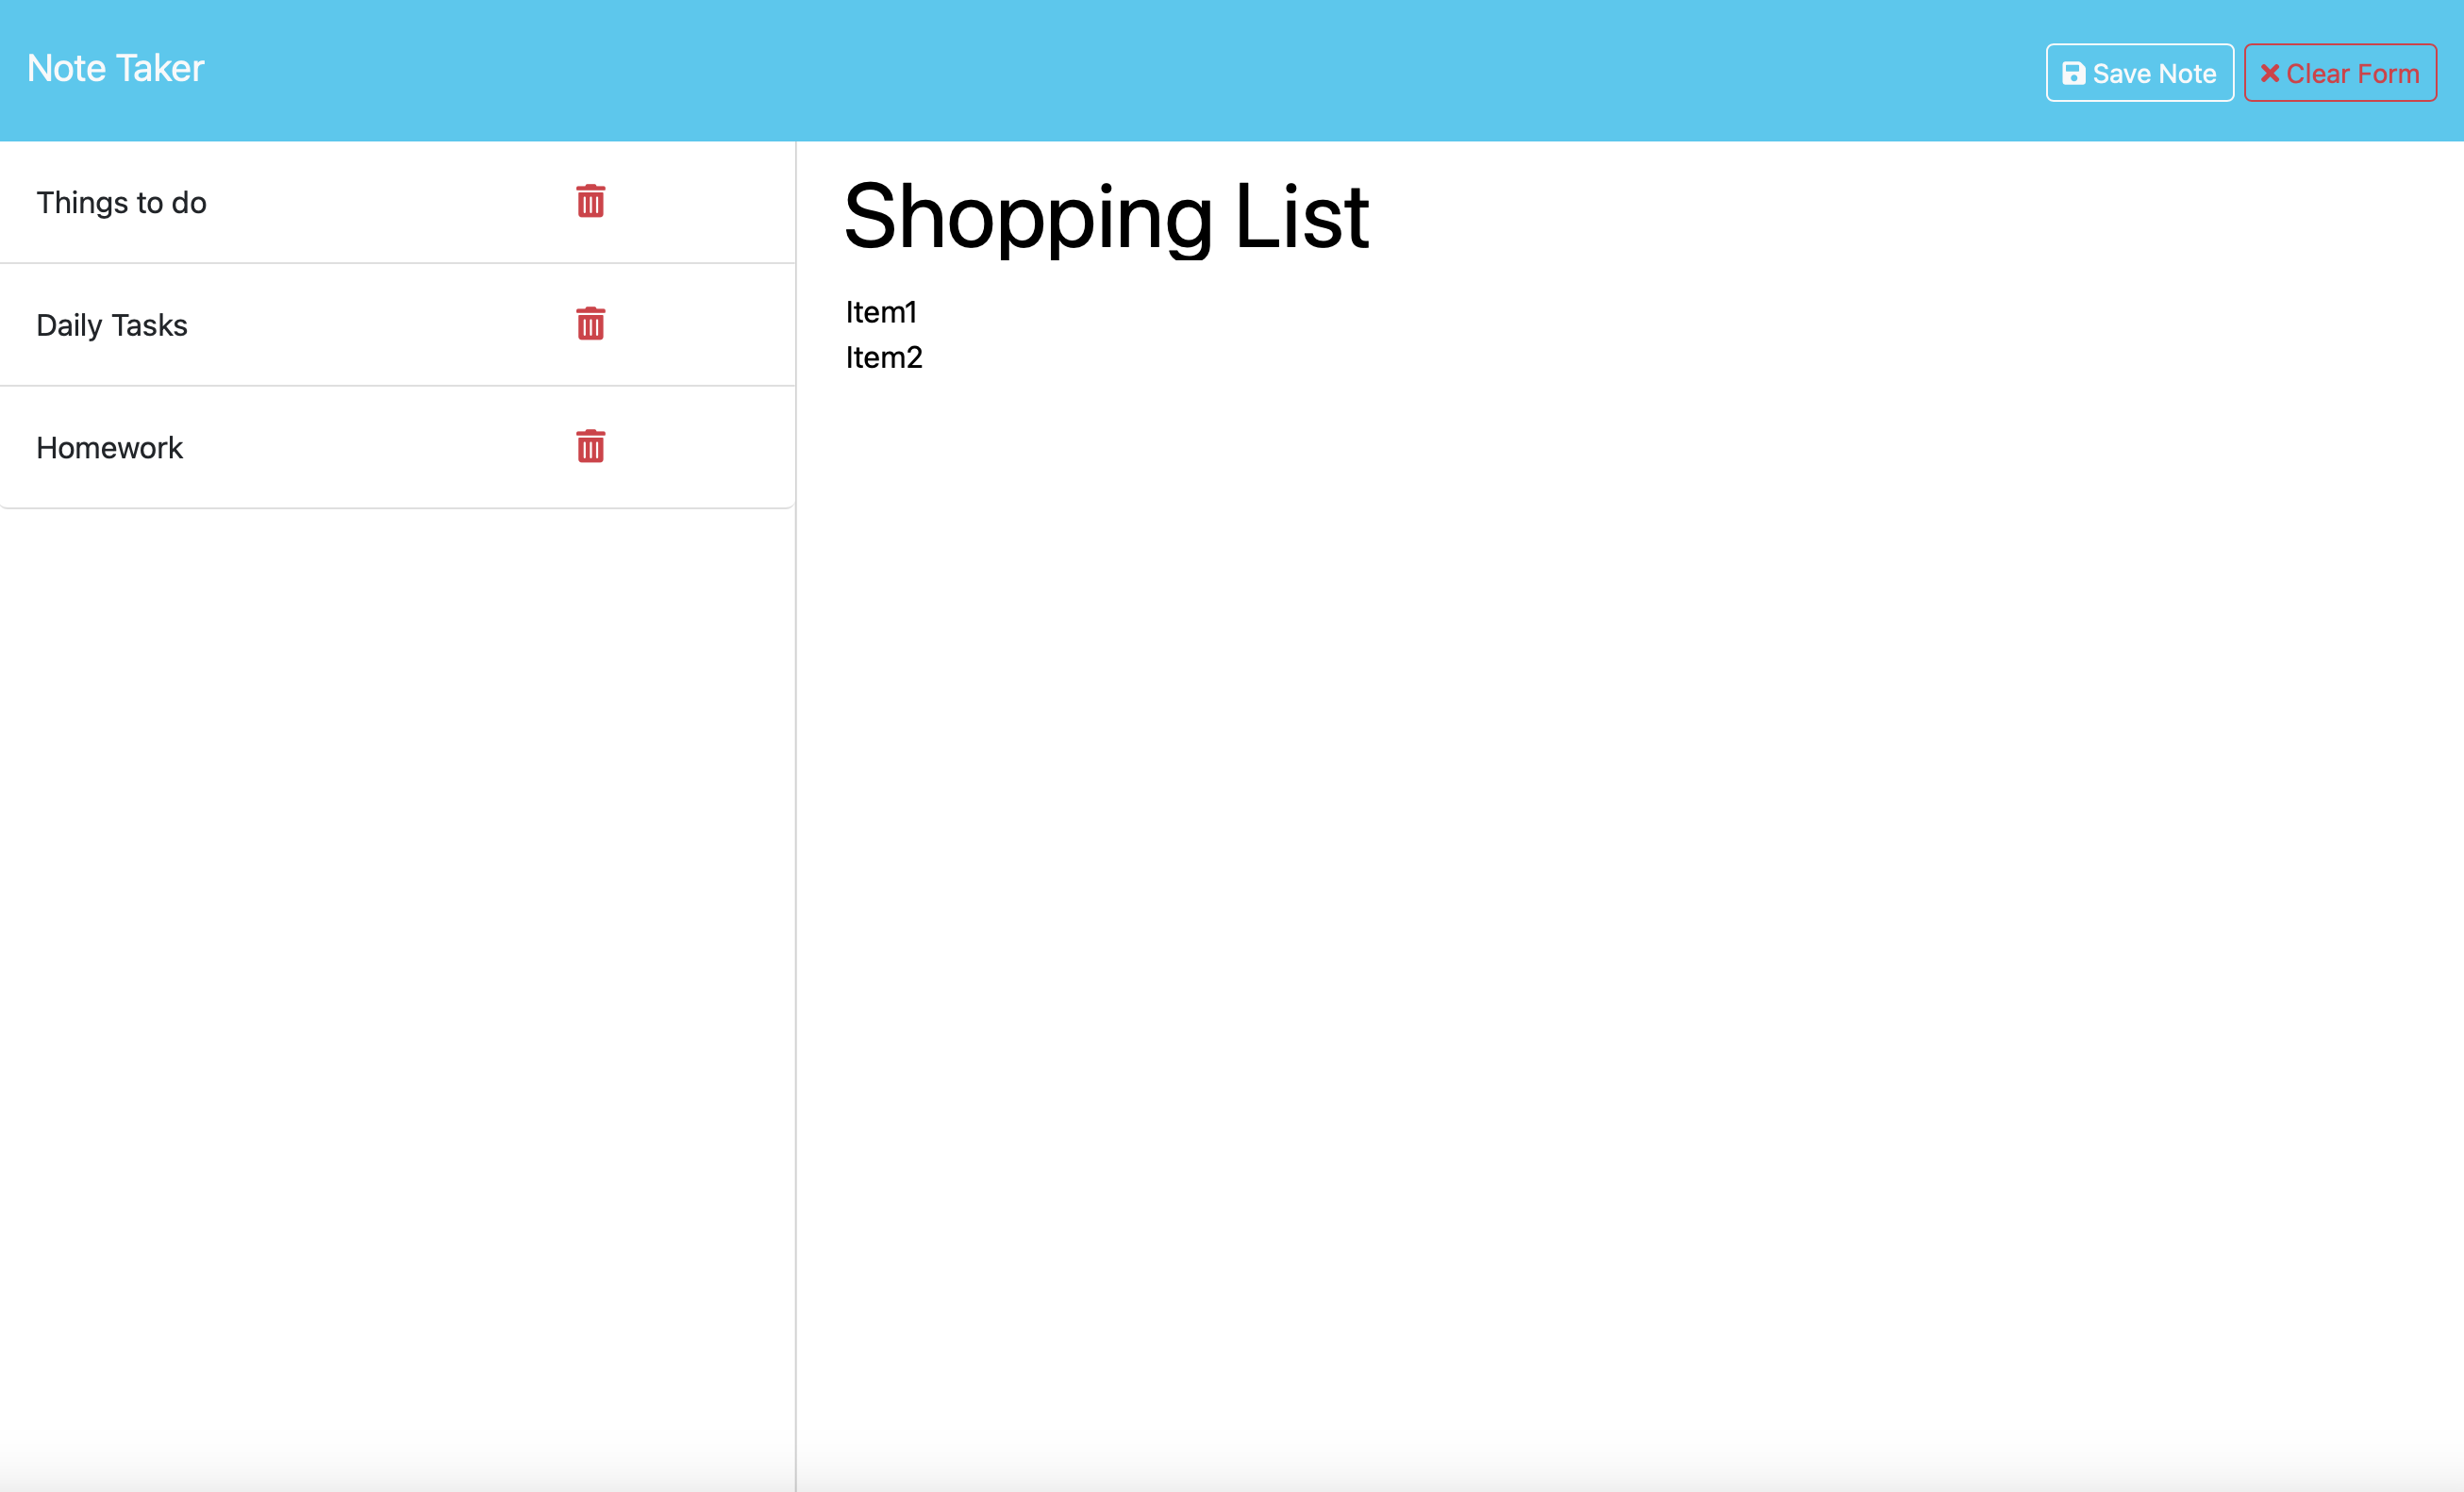 Note Taker
Save Note
Clear Form
Things to do
Daily Tasks
Homework
Shopping List
Item1
Item2